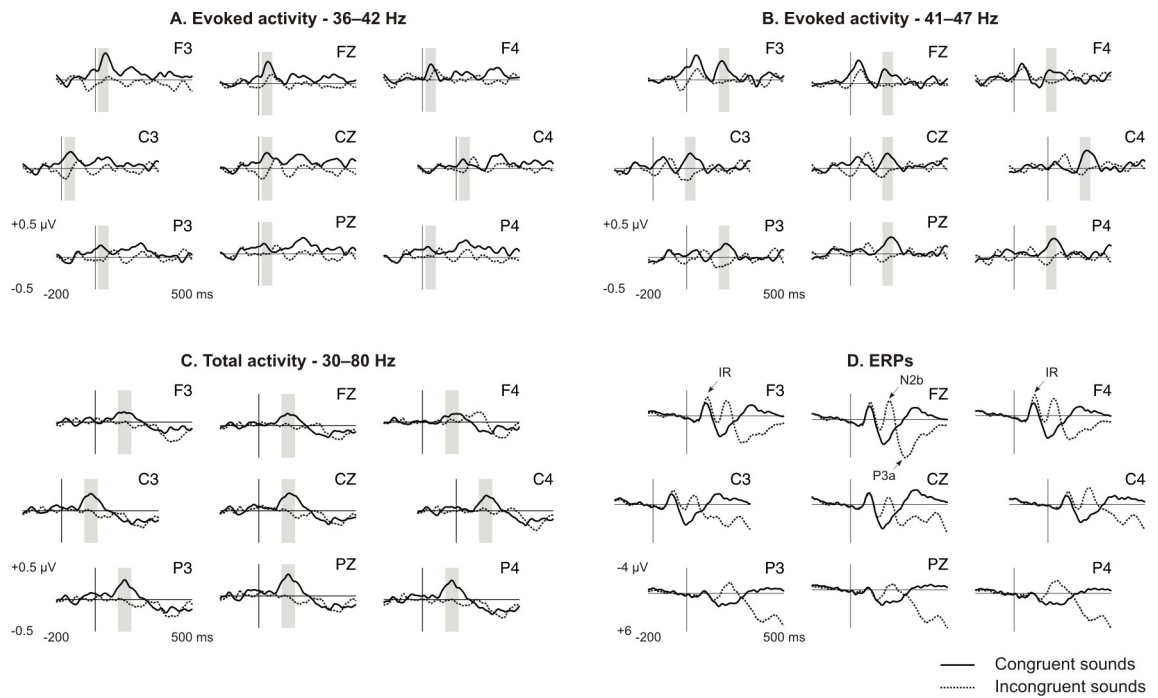 A. Evoked activity - 36–42 Hz
F3 FZ F4
C3 CZ C4
+0.5 µV P3 PZ P4
-0.5 -200 500 ms
B. Evoked activity - 41–47 Hz
F3 FZ F4
C3 CZ C4
+0.5 µV P3 PZ P4
-0.5 -200 500 ms
C. Total activity - 30–80 Hz
F3 FZ F4
C3 CZ C4
+0.5 µV P3 PZ P4
-0.5 -200 500 ms
D. ERPs
IR F3 N2b FZ IR F4
P3a
C3 CZ C4
-4 µV P3 PZ P4
+6 -200 500 ms
Congruent sounds
Incongruent sounds